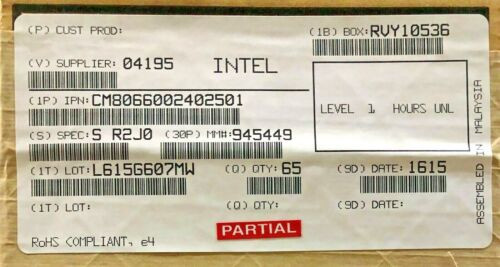 (P) CUST PROD:
(1B) BOX:RVY10536
(V) SUPPLIER: 04195 INTEL
(1P) IPN:CM8066002402501
LEVEL 1, HOURS UNL
(S) SPEC:S R2J0 (30P) MM#:945449
(1T) LOT:L615G607MW (Q) QTY:65 (9D) DATE:1615
(1T) LOT: (Q) QTY: (9D) DATE:
PARTIAL
RoHS COMPLIANT, e4
ASSEMBLED IN MALAYSIA